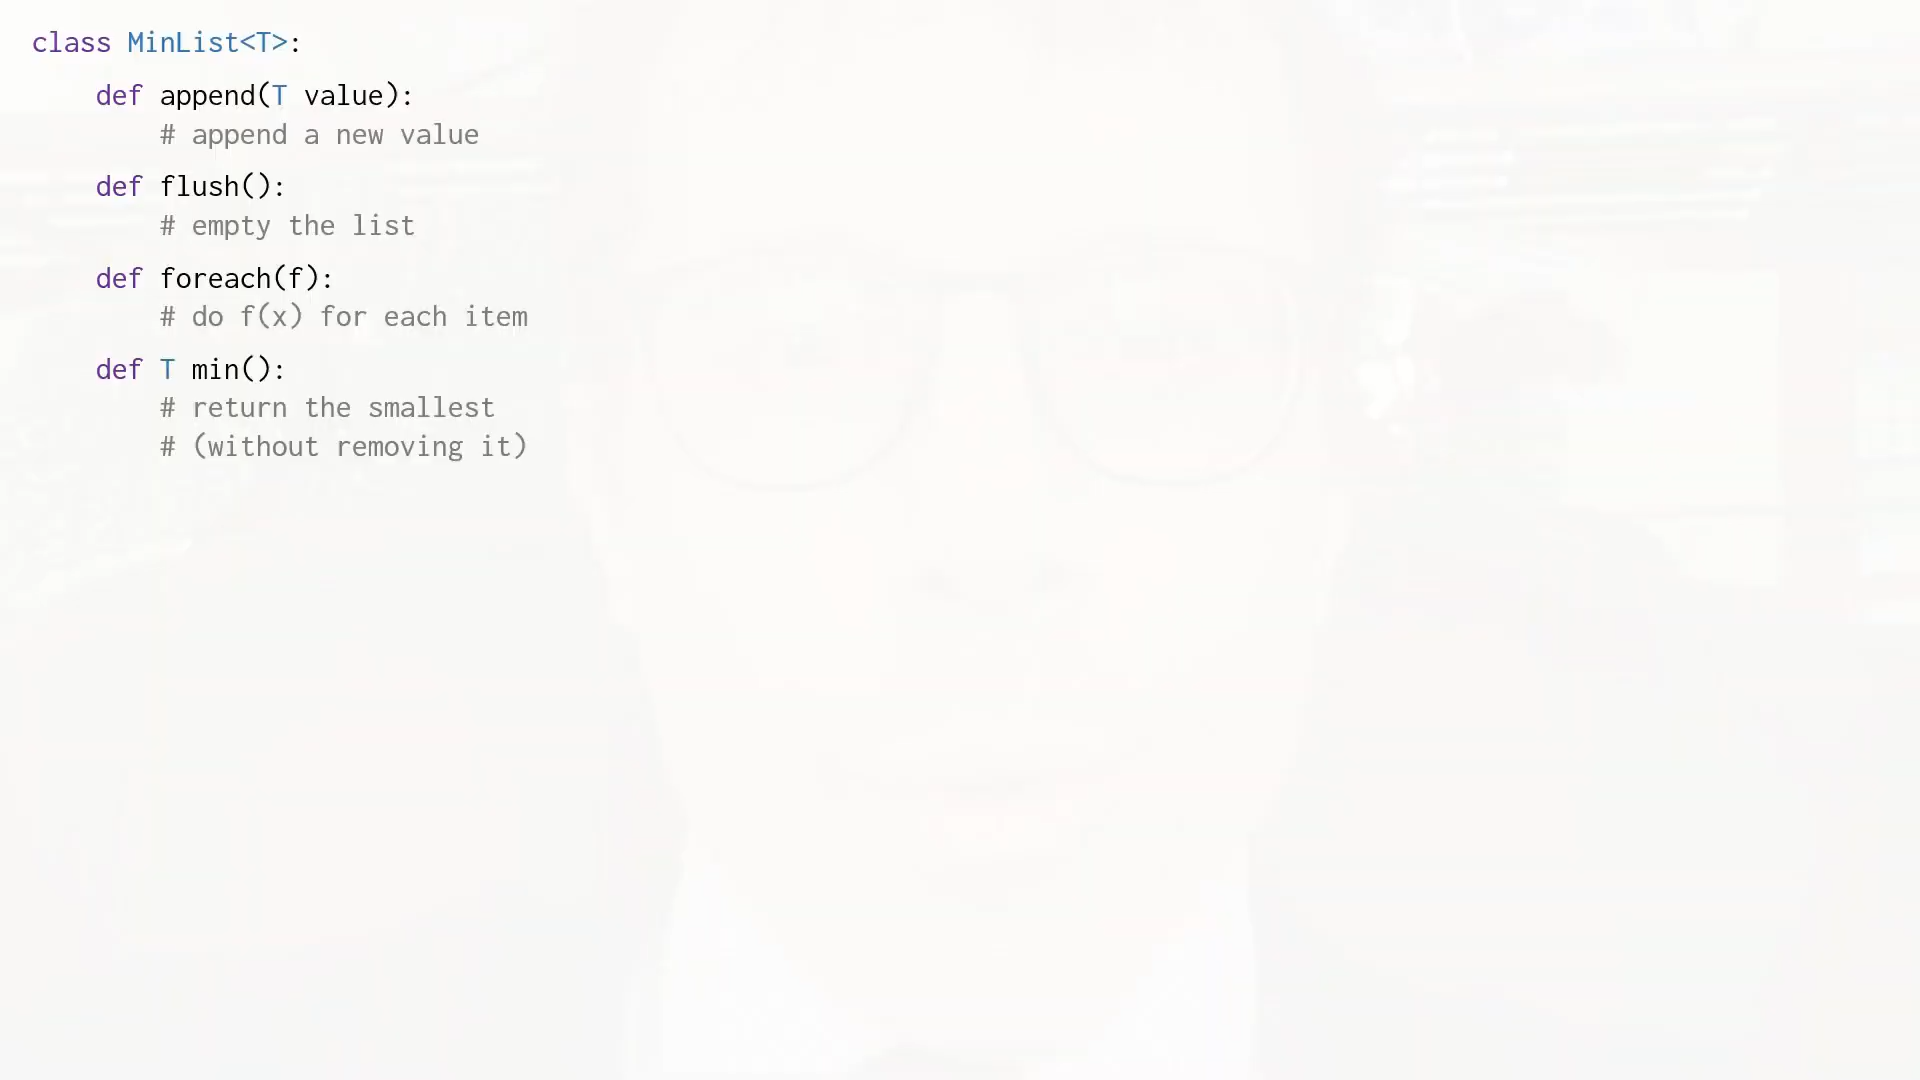 class MinList<T>:
def append(T value):
# append a new value
def flush():
# empty the list
def foreach(f):
# do f(x) for each item
def T min():
# return the smallest
# (without removing it)